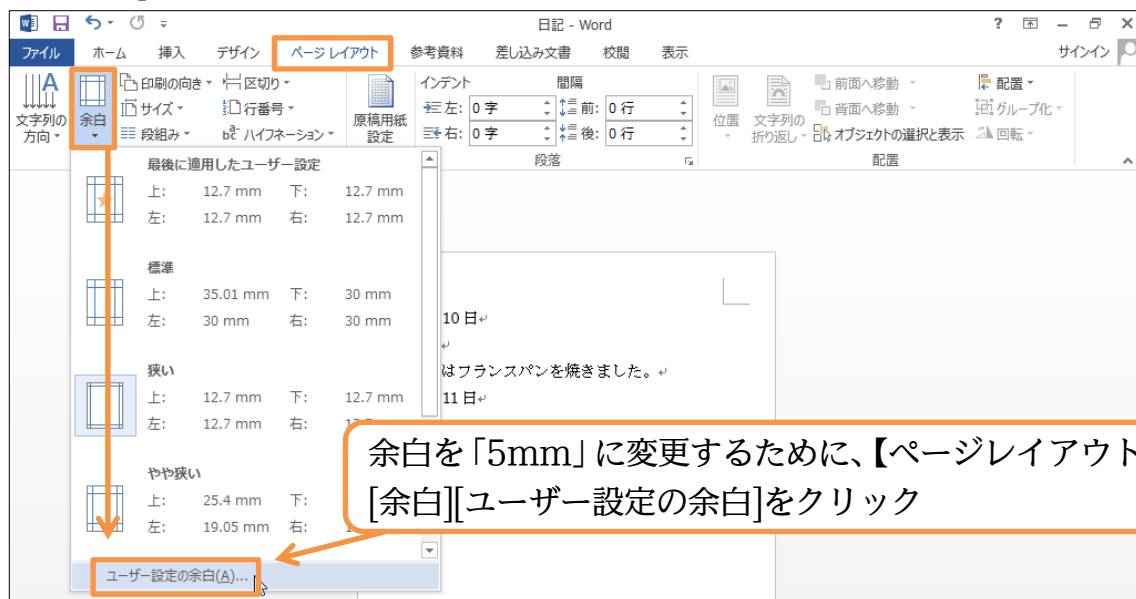 日記 - Word
ファイル ホーム 挿入 デザイン ページ レイアウト 参考資料 差し込み文書 校閲 表示 サインイン
文字列の方向
余白
印刷の向き
サイズ
段組み
区切り
行番号
ハイフネーション
原稿用紙設定
インデント 間隔
左: 0 字 前: 0 行
右: 0 字 後: 0 行
段落
位置
文字列の折り返し
前面へ移動
背面へ移動
オブジェクトの選択と表示
配置
グループ化
回転
配置
最後に適用したユーザー設定
上: 12.7 mm 下: 12.7 mm
左: 12.7 mm 右: 12.7 mm
標準
上: 35.01 mm 下: 30 mm
左: 30 mm 右: 30 mm
狭い
上: 12.7 mm 下: 12.7 mm
左: 12.7 mm 右:
やや狭い
上: 25.4 mm 下:
左: 19.05 mm 右:
ユーザー設定の余白(A)...
10 日
はフランスパンを焼きました。
11 日
余白を「5mm」に変更するために、【ページレイアウト
[余白][ユーザー設定の余白]をクリック